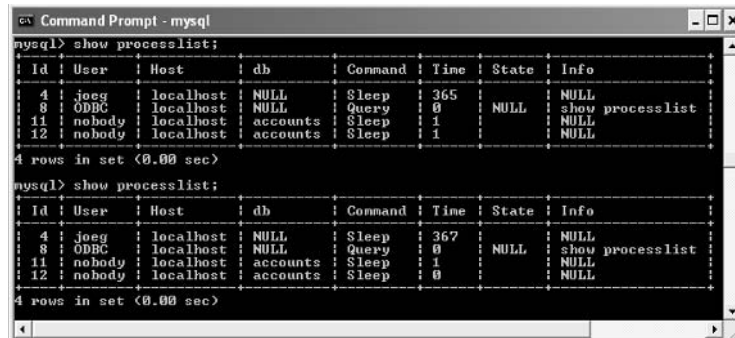 Command Prompt - mysql
mysql> show processlist;
+----+--------+-----------+----------+---------+------+-------+------------------+
| Id | User | Host | db | Command | Time | State | Info |
+----+--------+-----------+----------+---------+------+-------+------------------+
| 4 | joeg | localhost | NULL | Sleep | 365 | | NULL |
| 8 | ODBC | localhost | NULL | Query | 0 | NULL | show processlist |
| 11 | nobody | localhost | accounts | Sleep | 1 | | NULL |
| 12 | nobody | localhost | accounts | Sleep | 1 | | NULL |
+----+--------+-----------+----------+---------+------+-------+------------------+
4 rows in set (0.00 sec)
mysql> show processlist;
+----+--------+-----------+----------+---------+------+-------+------------------+
| Id | User | Host | db | Command | Time | State | Info |
+----+--------+-----------+----------+---------+------+-------+------------------+
| 4 | joeg | localhost | NULL | Sleep | 367 | | NULL |
| 8 | ODBC | localhost | NULL | Query | 0 | NULL | show processlist |
| 11 | nobody | localhost | accounts | Sleep | 1 | | NULL |
| 12 | nobody | localhost | accounts | Sleep | 0 | | NULL |
+----+--------+-----------+----------+---------+------+-------+------------------+
4 rows in set (0.00 sec)